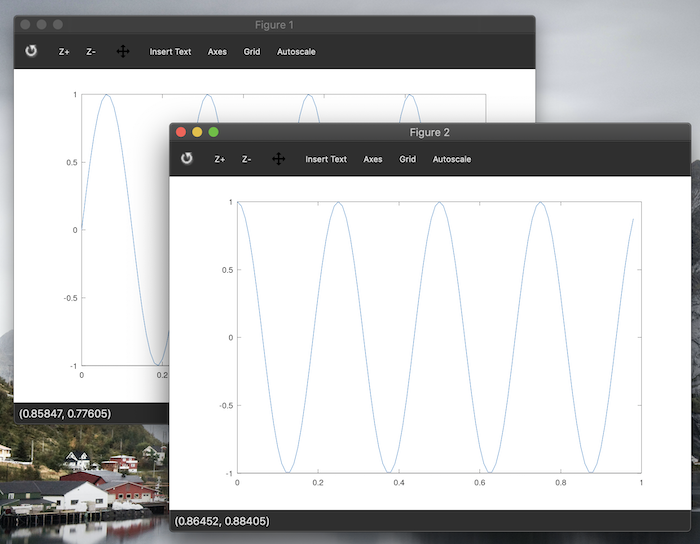 Figure 1
Z+ Z- Insert Text Axes Grid Autoscale
1
0.5
0
-0.5
-1
0 0.2
(0.85847, 0.77605)
Figure 2
Z+ Z- Insert Text Axes Grid Autoscale
1
0.5
0
-0.5
-1
0 0.2 0.4 0.6 0.8 1
(0.86452, 0.88405)